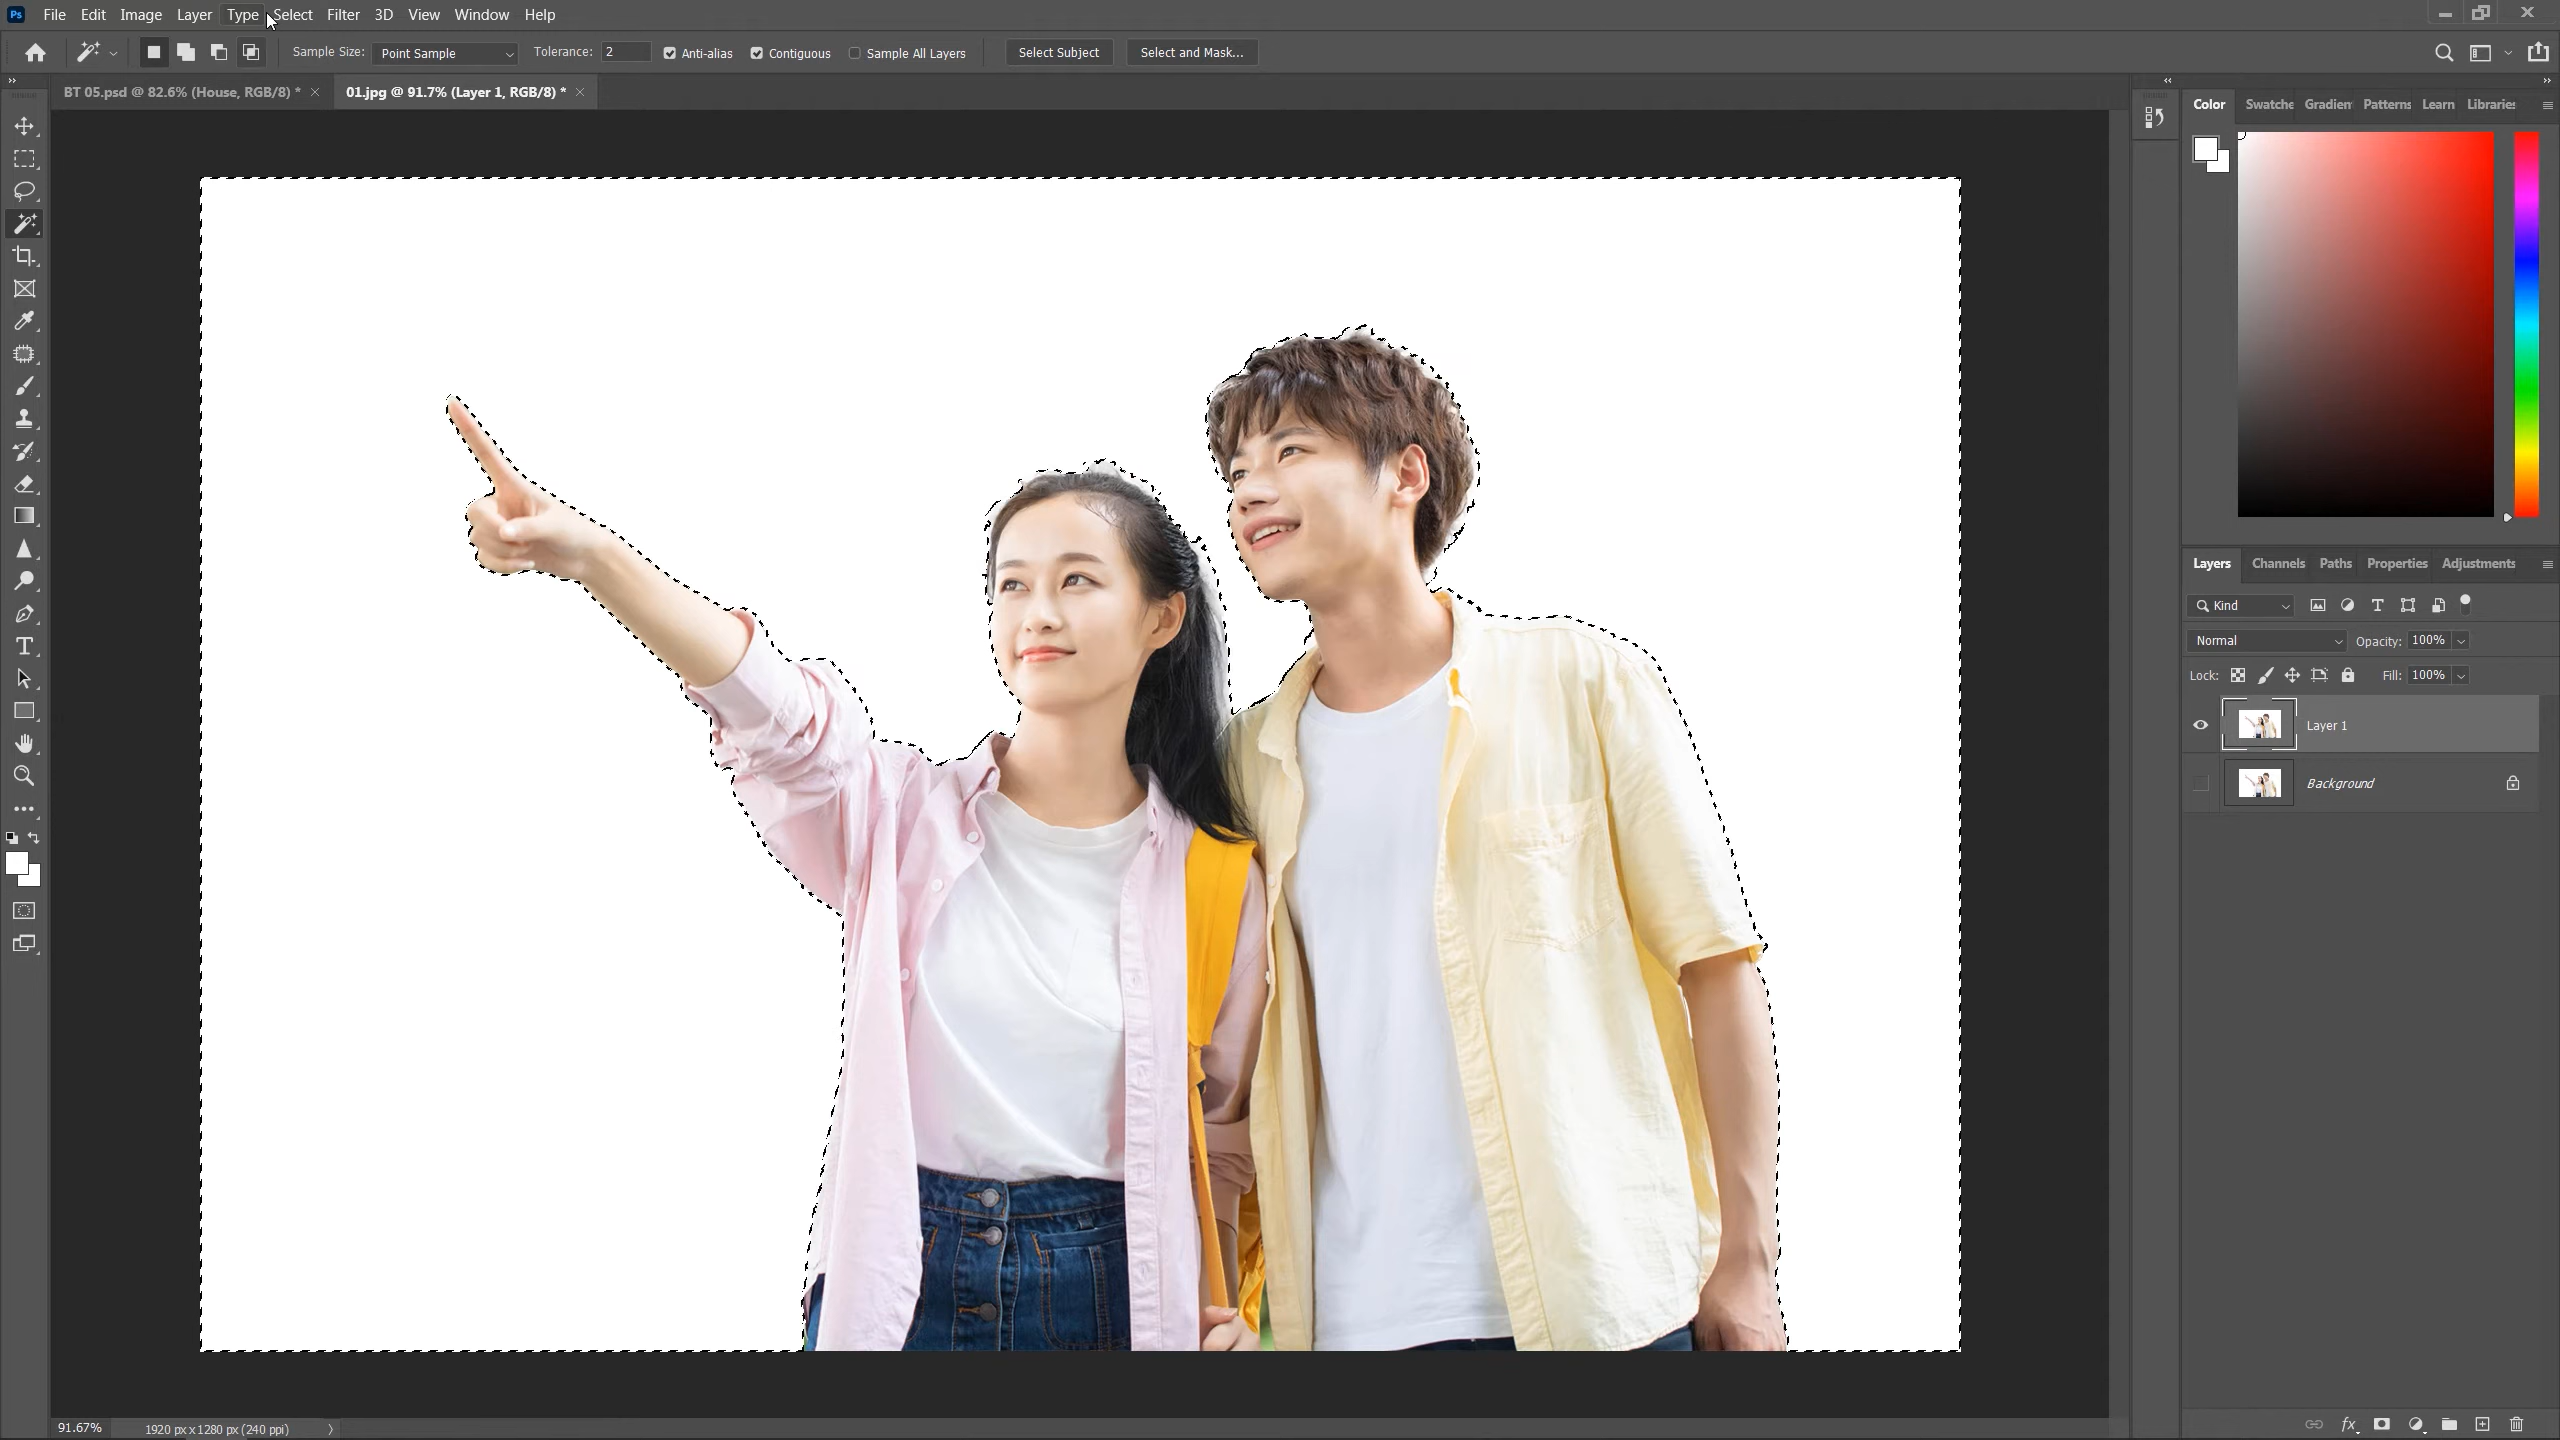 Ps File Edit Image Layer Type Select Filter 3D View Window Help
Sample Size: Point Sample Tolerance: 2 Anti-alias Contiguous Sample All Layers Select Subject Select and Mask...
BT 05.psd @ 82.6% (House, RGB/8) * 01.jpg @ 91.7% (Layer 1, RGB/8) *
Color Swatche Gradien Patterns Learn Libraries
Layers Channels Paths Properties Adjustments
Kind
Normal Opacity: 100%
Lock: Fill: 100%
Layer 1
Background
fx
91.67% 1920 px x 1280 px (240 ppi)